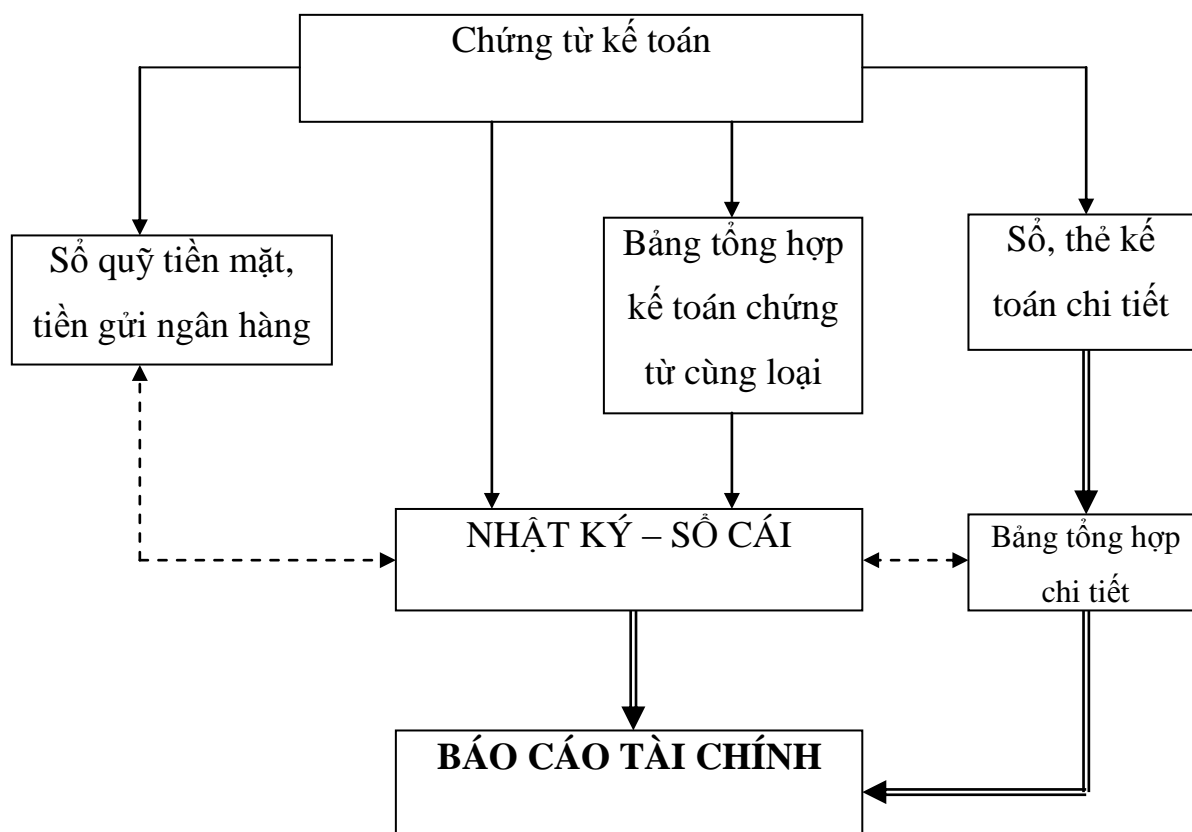 Chứng từ kế toán
Sổ quỹ tiền mặt,
tiền gửi ngân hàng
Bảng tổng hợp
kế toán chứng
từ cùng loại
Sổ, thẻ kế
toán chi tiết
NHẬT KÝ – SỔ CÁI
Bảng tổng hợp
chi tiết
BÁO CÁO TÀI CHÍNH